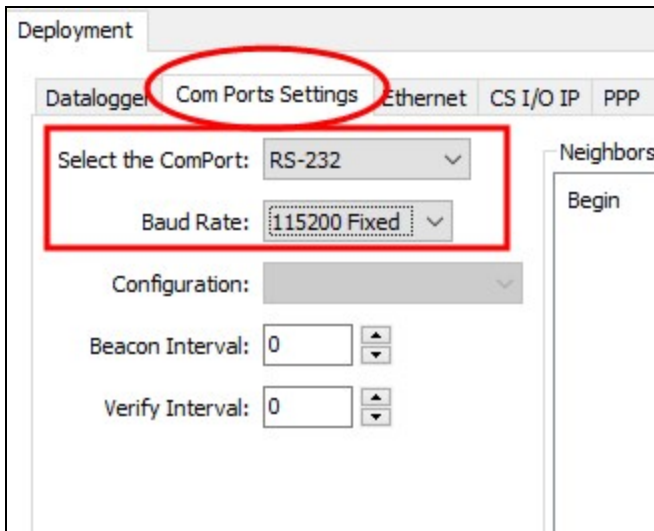 Deployment
Datalogger Com Ports Settings Ethernet CS I/O IP PPP
Select the ComPort: RS-232
Neighbors
Baud Rate: 115200 Fixed
Begin
Configuration:
Beacon Interval: 0
Verify Interval: 0